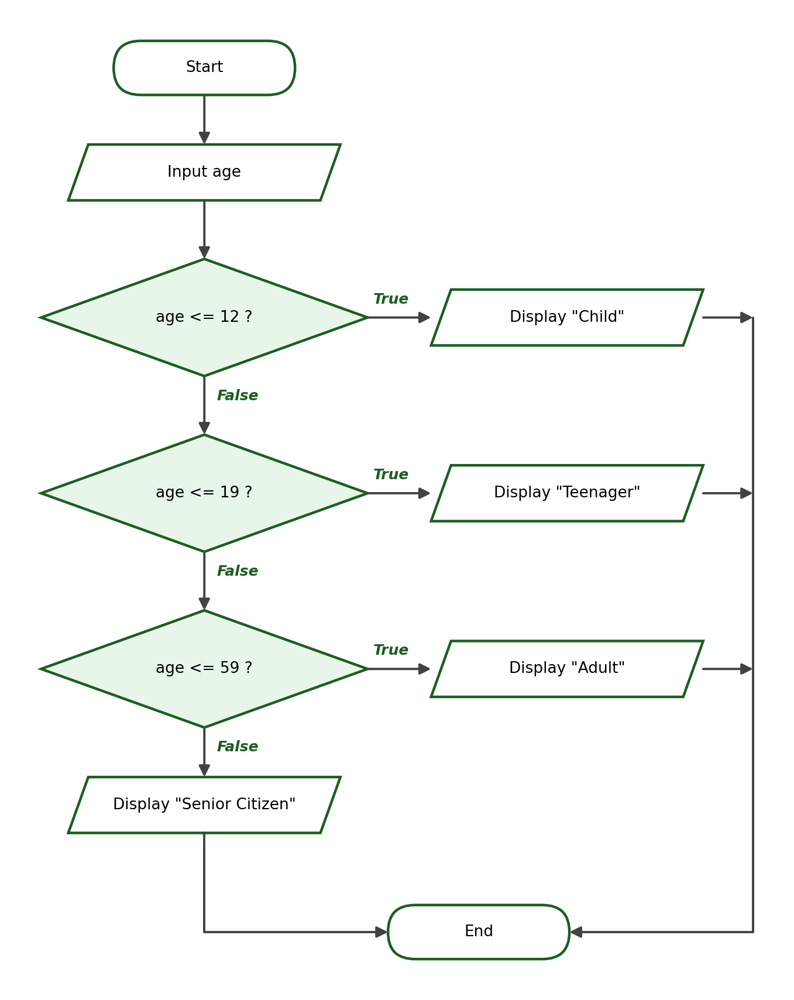 Start
Input age
age <= 12 ?
True
Display "Child"
False
age <= 19 ?
True
Display "Teenager"
False
age <= 59 ?
True
Display "Adult"
False
Display "Senior Citizen"
End